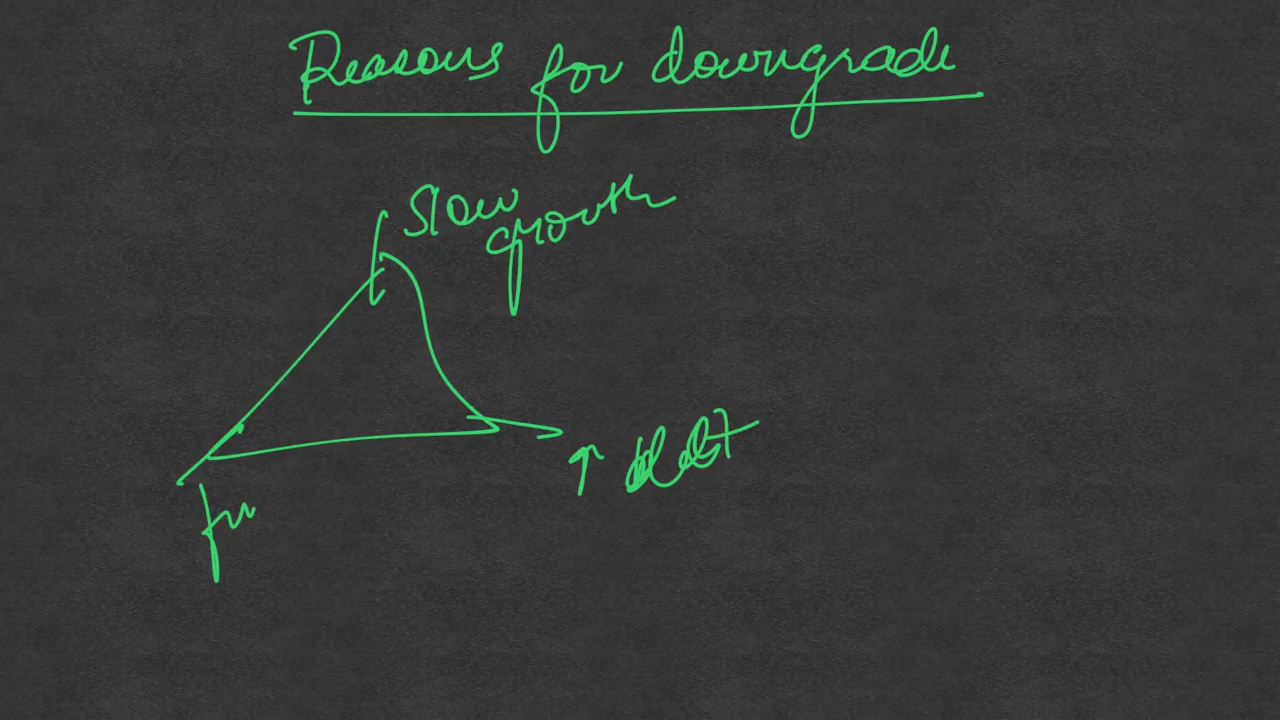 Reasons for downgrade
Slow
growth
↑ debt